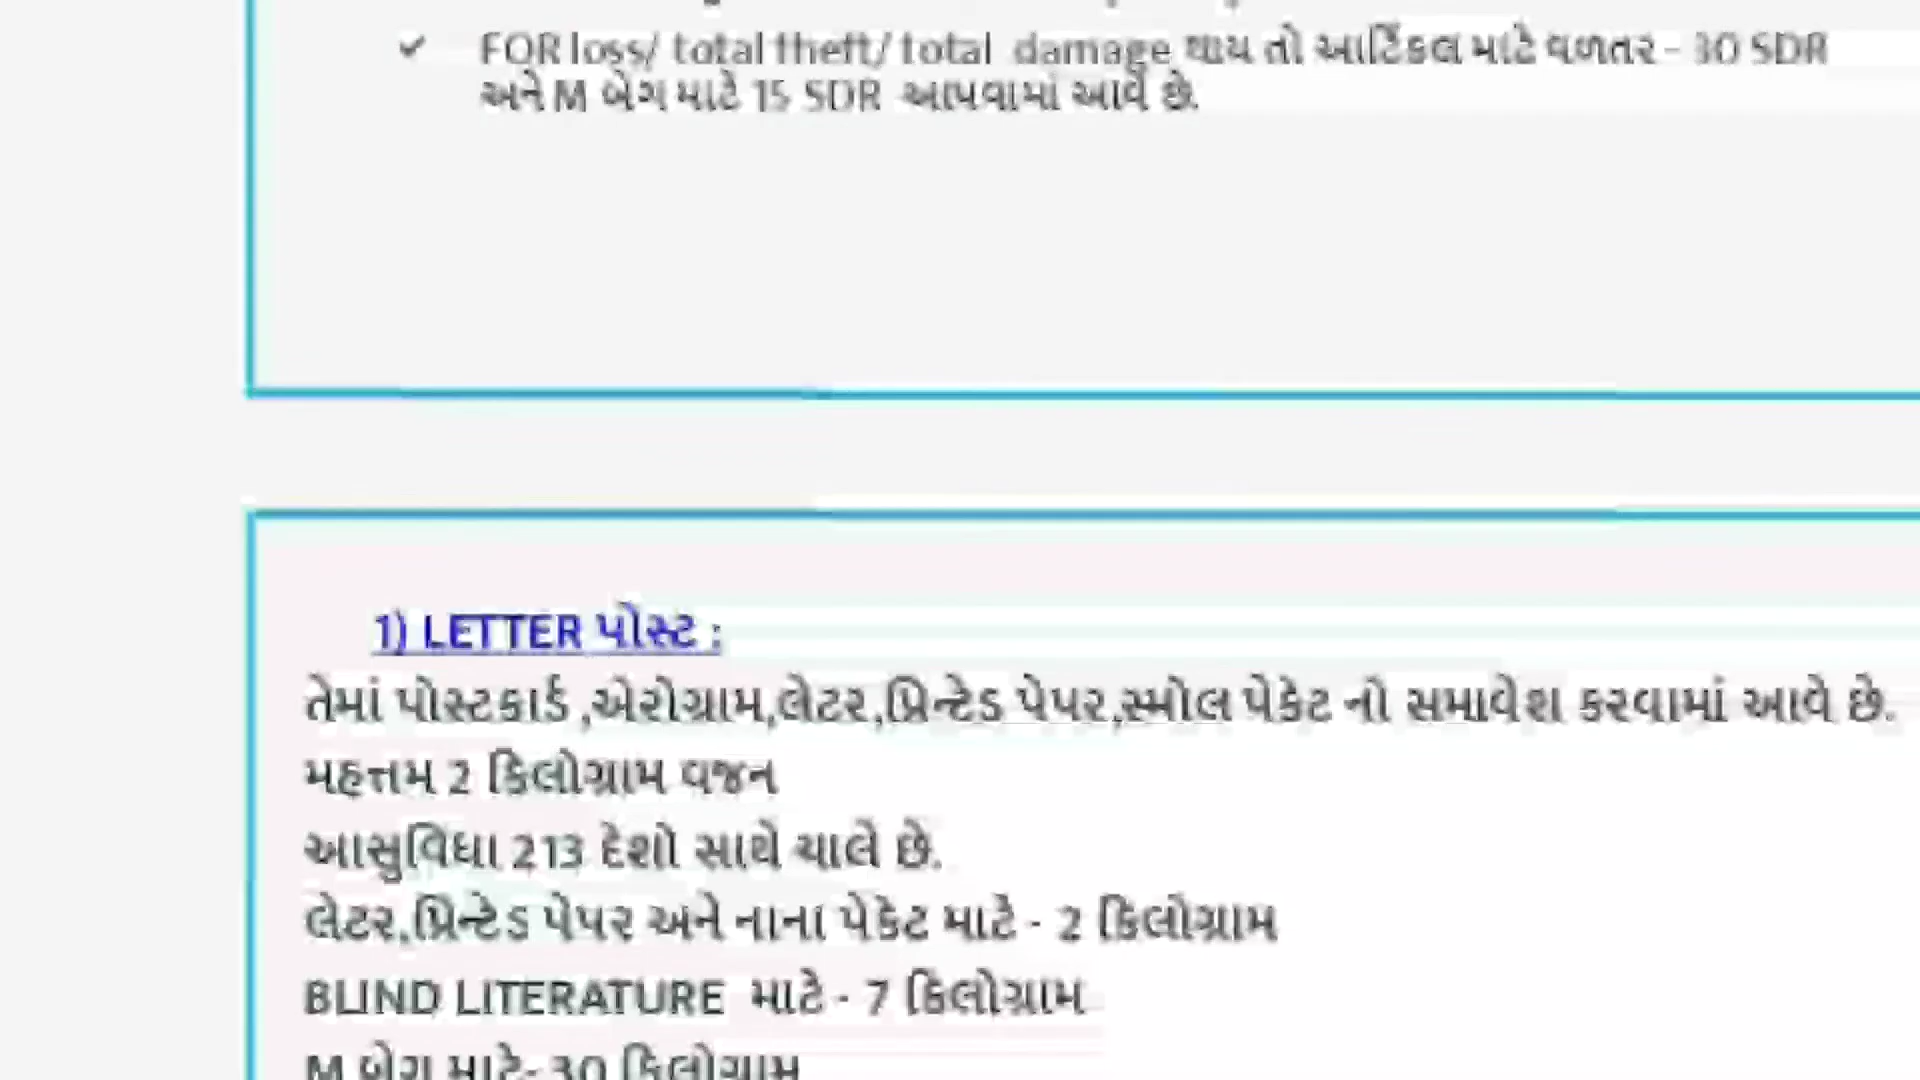 ✓ FOR loss/ total theft/ total damage થાય તો આર્ટિકલ માટે વળતર - 30 SDR
અને M બેગ માટે 15 SDR આપવામાં આવે છે.
1) LETTER પોસ્ટ :
તેમાં પોસ્ટકાર્ડ ,એરોગ્રામ,લેટર,પ્રિન્ટેડ પેપર,સ્મોલ પેકેટ નો સમાવેશ કરવામાં આવે છે.
મહત્તમ 2 કિલોગ્રામ વજન
આસુવિધા 213 દેશો સાથે ચાલે છે.
લેટર,પ્રિન્ટેડ પેપર અને નાના પેકેટ માટે - 2 કિલોગ્રામ
BLIND LITERATURE માટે - 7 કિલોગ્રામ
M બેગ માટે- 30 કિલોગ્રામ